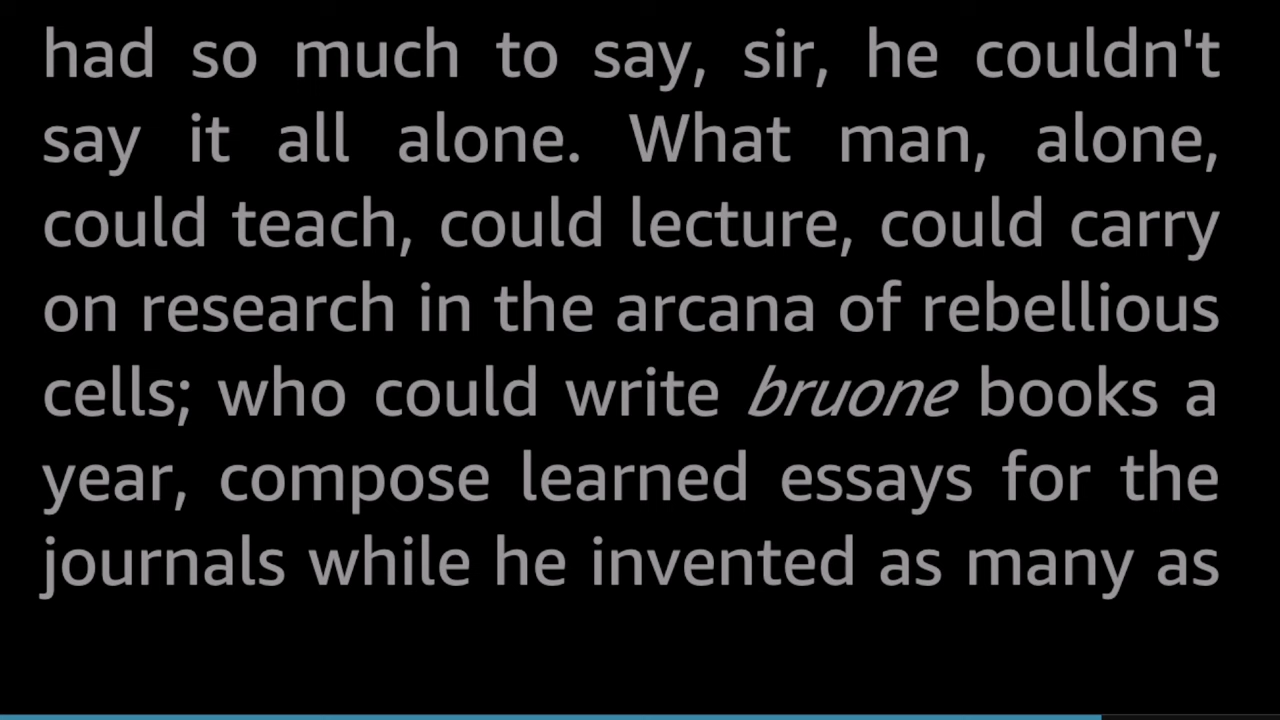 had so much to say, sir, he couldn't
say it all alone. What man, alone,
could teach, could lecture, could carry
on research in the arcana of rebellious
cells; who could write bruone books a
year, compose learned essays for the
journals while he invented as many as